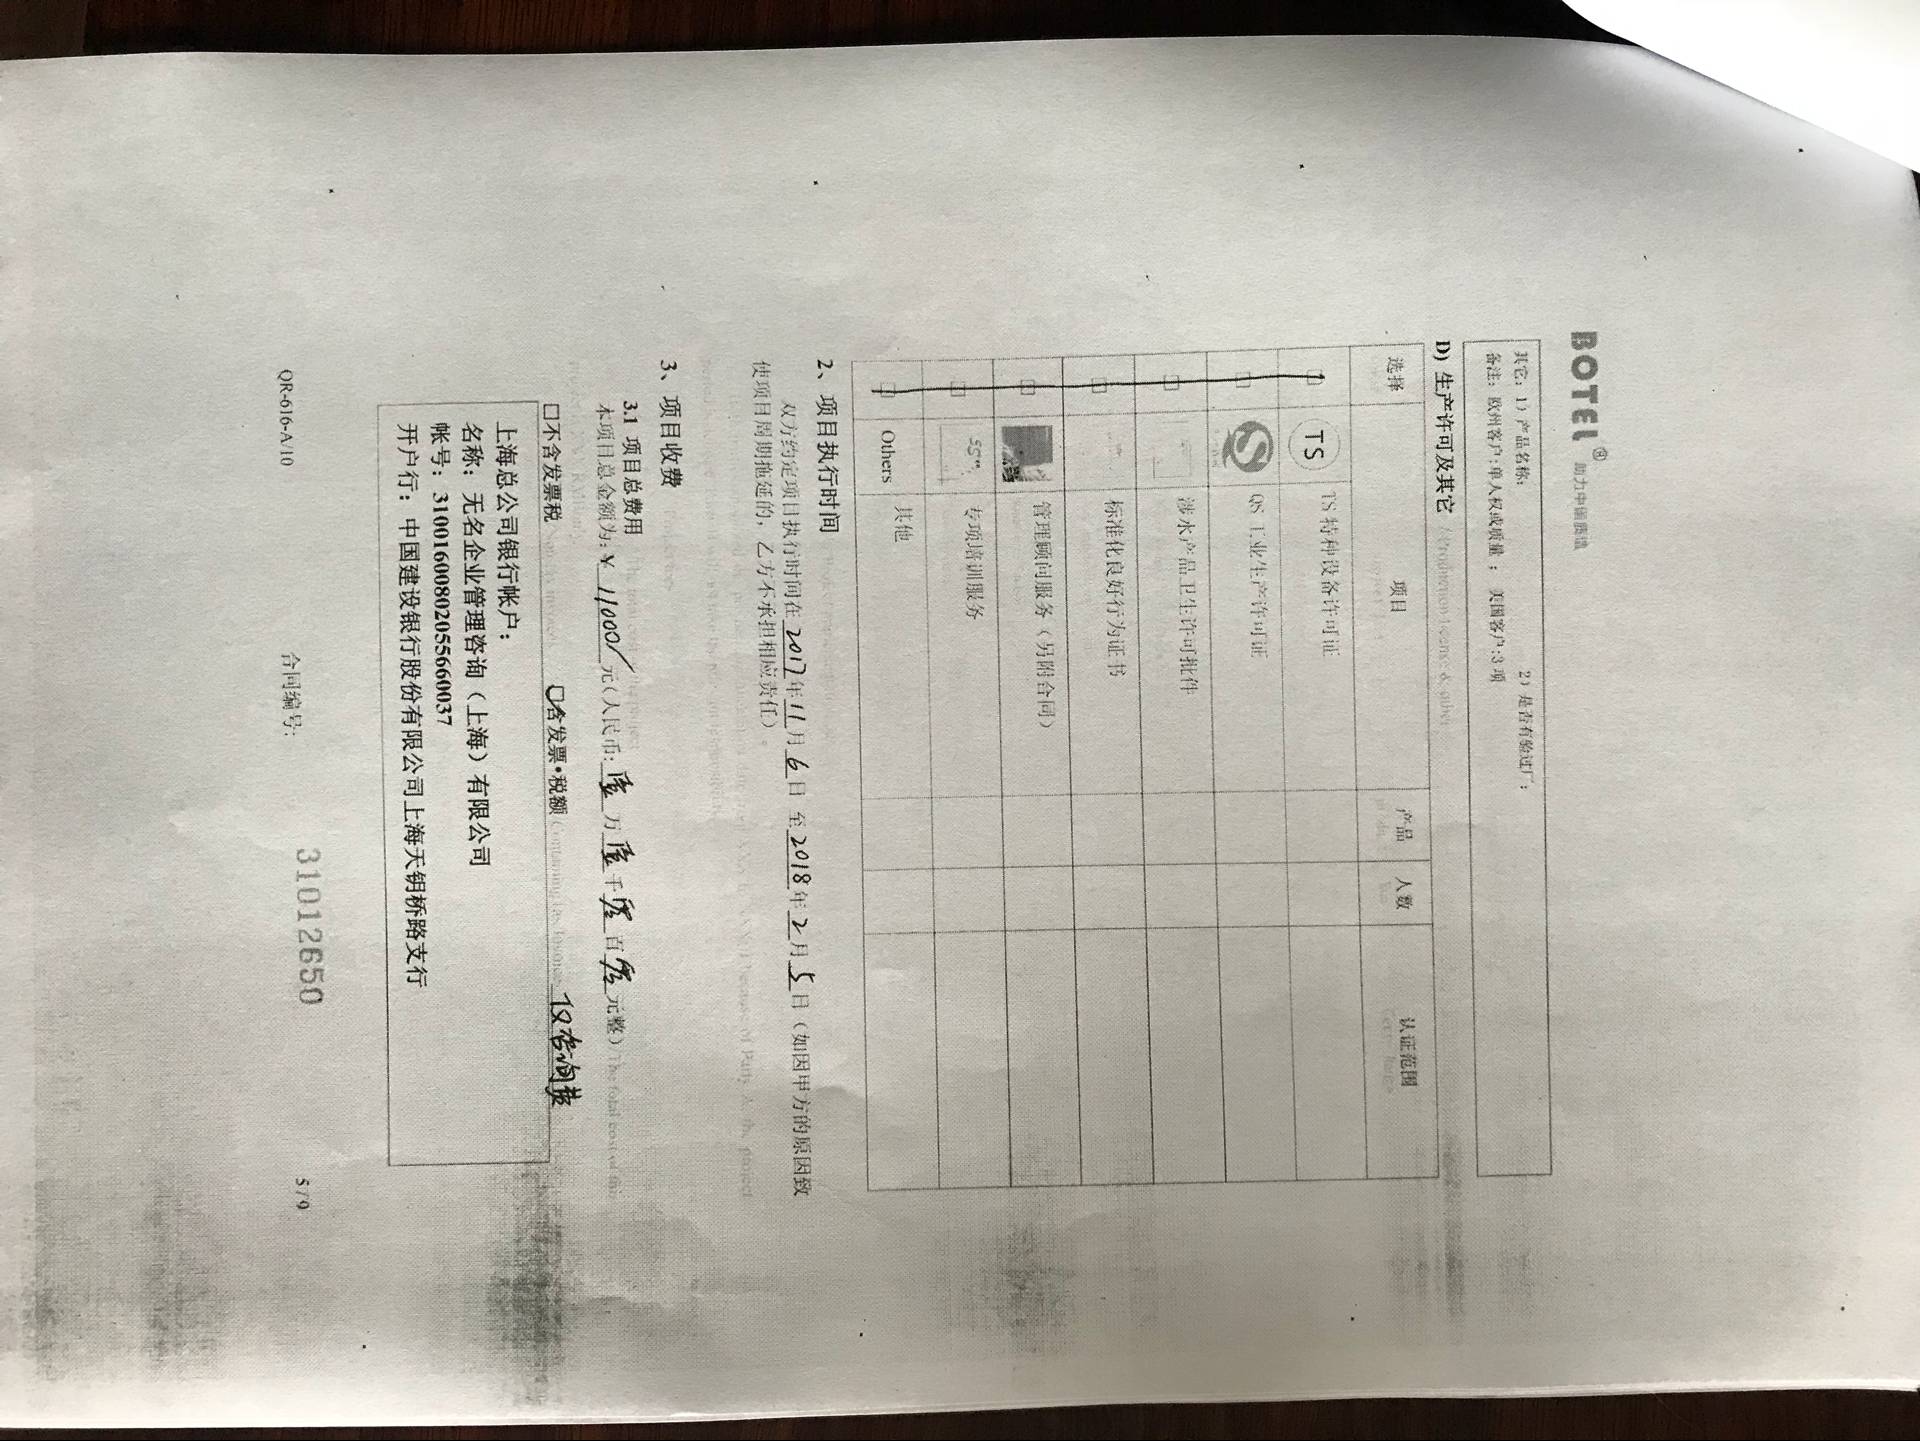 BOTEL® 助力中国质造
其它：1）产品名称： 2）是否有验过厂：
备注：欧州客户:单人权或质量 ； 美国客户:3 项
D) 生产许可及其它 / Production license & other
选择 项目 产品 人数 认证范围
TS TS 特种设备许可证
QS 工业生产许可证
涉水产品卫生许可批件
标准化良好行为证书
管理顾问服务（另附合同）
5S 专项培训服务
Others 其他
2、项目执行时间
双方约定项目执行时间在 2017 年 11 月 6 日 至 2018 年 2 月 5 日（如因甲方的原因致
使项目周期拖延的，乙方不承担相应责任）。
because of Party A, the project
3、项目收费
3.1 项目总费用 The total cost of the project
本项目总金额为:￥ 11000 元(人民币: 壹 万 壹 千 零 百 零 元整) The total cost of this
□不含发票税 ☑含发票•税额 Containing tax Invoice 仅咨询费
上海总公司银行帐户：
名称：无名企业管理咨询（上海）有限公司
帐号：31001600802055660037
开户行：中国建设银行股份有限公司上海天钥桥路支行
QR-616-A/10 合同编号: 31012650 5 / 9